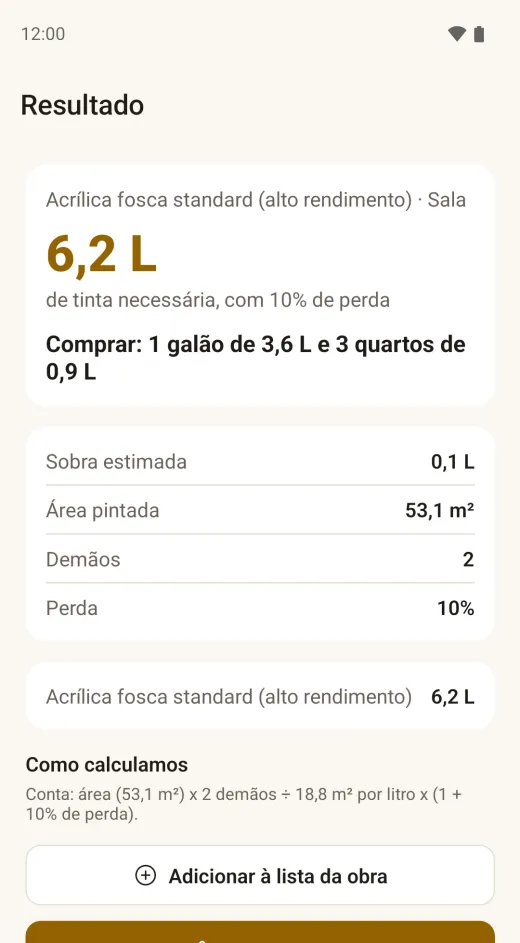 12:00
Resultado
Acrílica fosca standard (alto rendimento) · Sala
6,2 L
de tinta necessária, com 10% de perda
Comprar: 1 galão de 3,6 L e 3 quartos de
0,9 L
Sobra estimada 0,1 L
Área pintada 53,1 m²
Demãos 2
Perda 10%
Acrílica fosca standard (alto rendimento) 6,2 L
Como calculamos
Conta: área (53,1 m²) x 2 demãos ÷ 18,8 m² por litro x (1 +
10% de perda).
Adicionar à lista da obra